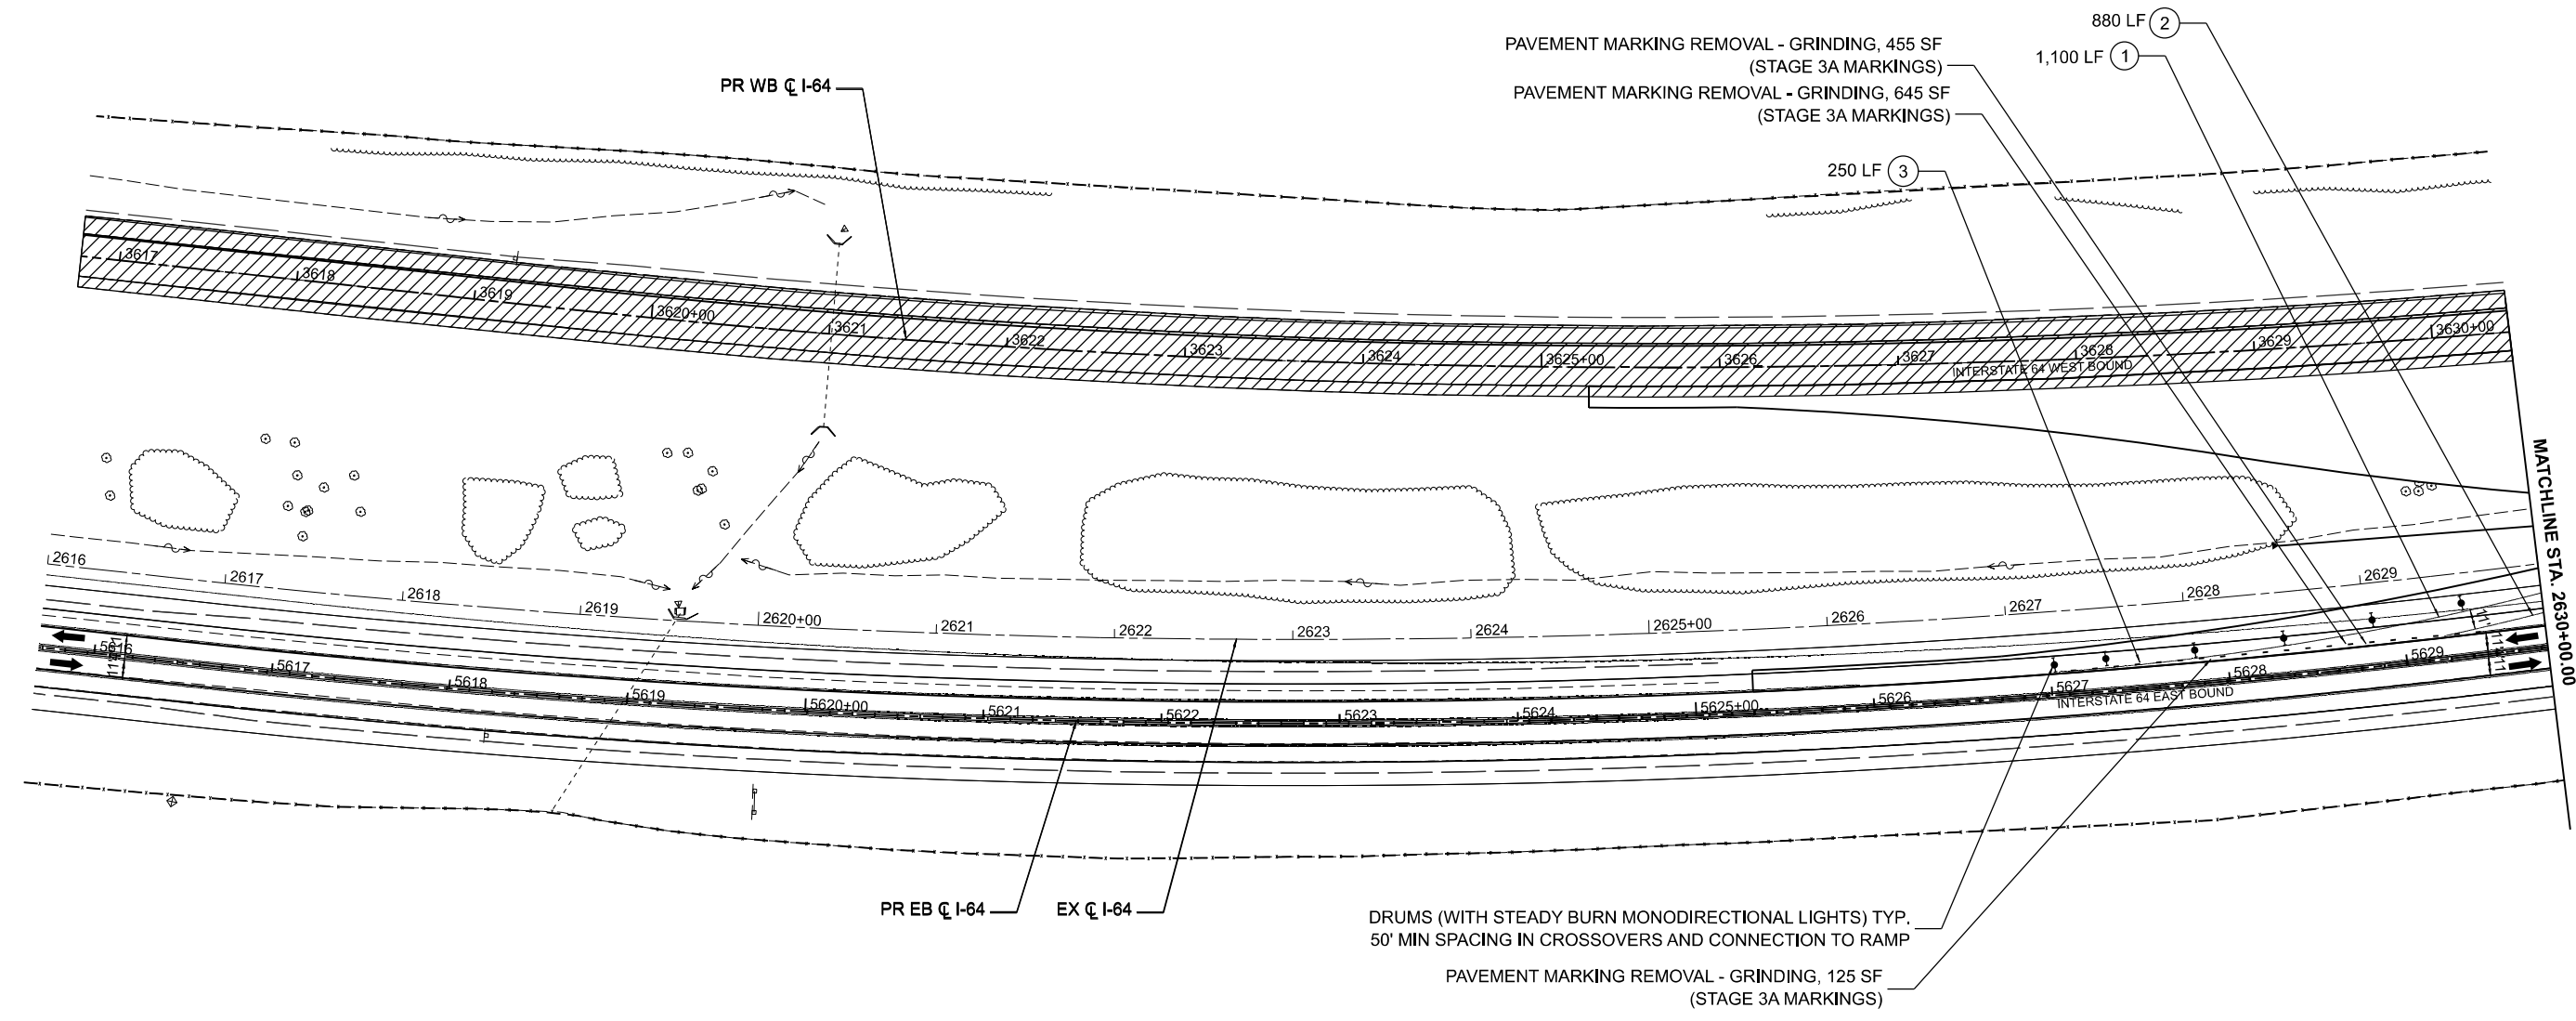 880 LF 2
1,100 LF 1
PAVEMENT MARKING REMOVAL - GRINDING, 455 SF
(STAGE 3A MARKINGS)
PAVEMENT MARKING REMOVAL - GRINDING, 645 SF
(STAGE 3A MARKINGS)
250 LF 3
PR WB ℄ I-64
3617
3618
3619
3620+00
3621
3622
3623
3624
3625+00
3626
3627
3628
3629
3630+00
INTERSTATE 64 WEST BOUND
MATCHLINE STA. 2630+00.00
2616
2617
2618
2619
2620+00
2621
2622
2623
2624
2625+00
2626
2627
2628
2629
5616
5617
5618
5619
5620+00
5621
5622
5623
5624
5625+00
5626
5627
5628
5629
INTERSTATE 64 EAST BOUND
PR EB ℄ I-64
EX ℄ I-64
DRUMS (WITH STEADY BURN MONODIRECTIONAL LIGHTS) TYP.
50' MIN SPACING IN CROSSOVERS AND CONNECTION TO RAMP
PAVEMENT MARKING REMOVAL - GRINDING, 125 SF
(STAGE 3A MARKINGS)